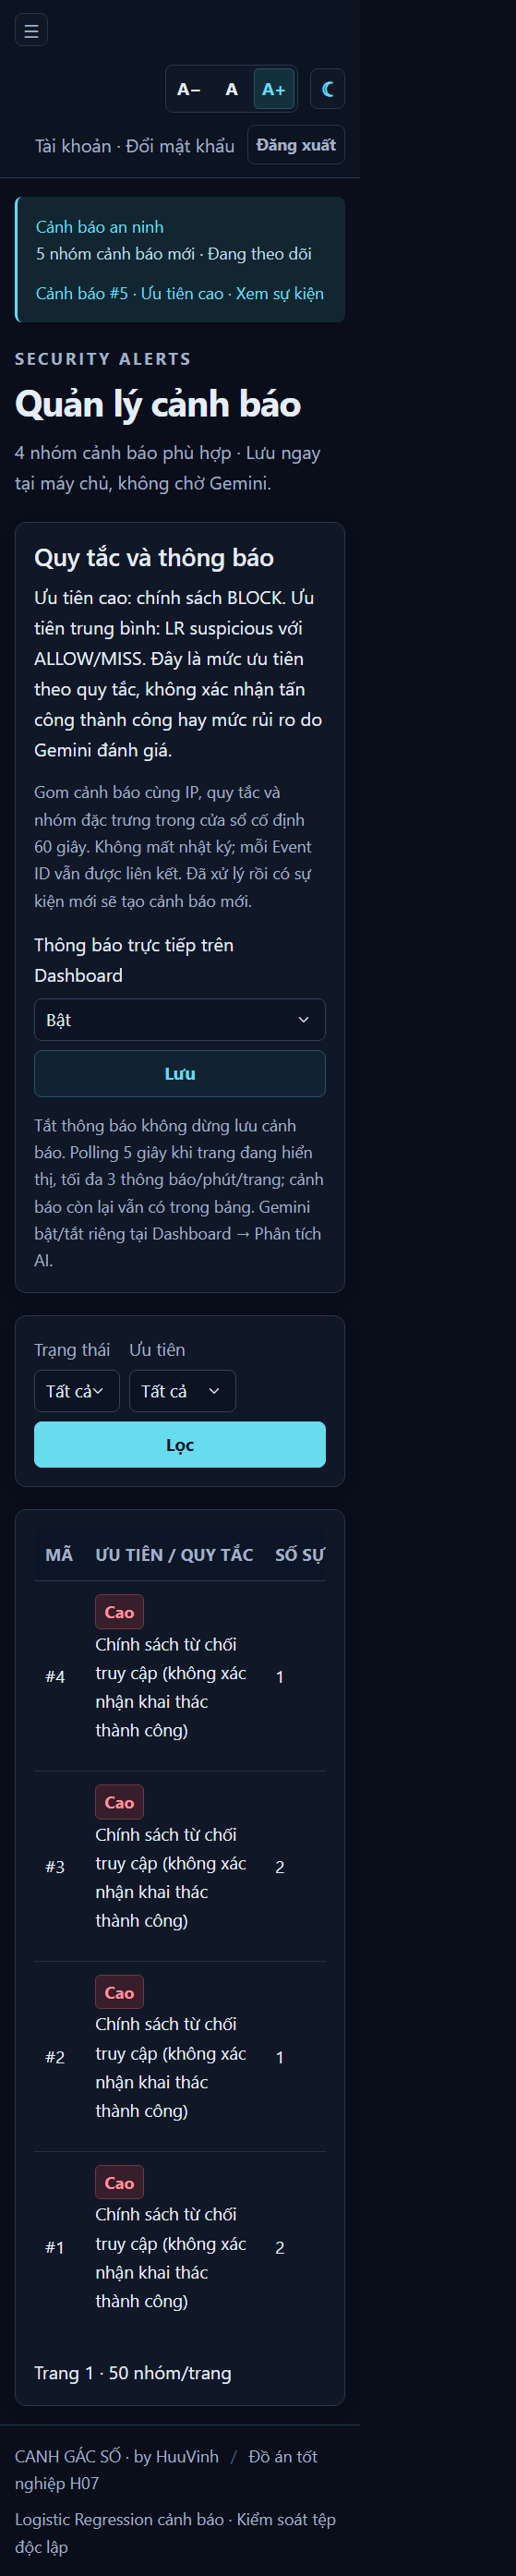 ☰
A− A A+ ☾
Tài khoản · Đổi mật khẩu Đăng xuất
Cảnh báo an ninh
5 nhóm cảnh báo mới · Đang theo dõi
Cảnh báo #5 · Ưu tiên cao · Xem sự kiện
SECURITY ALERTS
Quản lý cảnh báo
4 nhóm cảnh báo phù hợp · Lưu ngay
tại máy chủ, không chờ Gemini.
Quy tắc và thông báo
Ưu tiên cao: chính sách BLOCK. Ưu
tiên trung bình: LR suspicious với
ALLOW/MISS. Đây là mức ưu tiên
theo quy tắc, không xác nhận tấn
công thành công hay mức rủi ro do
Gemini đánh giá.
Gom cảnh báo cùng IP, quy tắc và
nhóm đặc trưng trong cửa sổ cố định
60 giây. Không mất nhật ký; mỗi Event
ID vẫn được liên kết. Đã xử lý rồi có sự
kiện mới sẽ tạo cảnh báo mới.
Thông báo trực tiếp trên
Dashboard
Bật
Lưu
Tắt thông báo không dừng lưu cảnh
báo. Polling 5 giây khi trang đang hiển
thị, tối đa 3 thông báo/phút/trang; cảnh
báo còn lại vẫn có trong bảng. Gemini
bật/tắt riêng tại Dashboard → Phân tích
AI.
Trạng thái Ưu tiên
Tất cả Tất cả
Lọc
MÃ ƯU TIÊN / QUY TẮC SỐ SỰ
Cao
Chính sách từ chối
truy cập (không xác
#4 1
nhận khai thác
thành công)
Cao
Chính sách từ chối
truy cập (không xác
#3 2
nhận khai thác
thành công)
Cao
Chính sách từ chối
truy cập (không xác
#2 1
nhận khai thác
thành công)
Cao
Chính sách từ chối
truy cập (không xác
#1 2
nhận khai thác
thành công)
Trang 1 · 50 nhóm/trang
CANH GÁC SỐ · by HuuVinh / Đồ án tốt
nghiệp H07
Logistic Regression cảnh báo · Kiểm soát tệp
độc lập